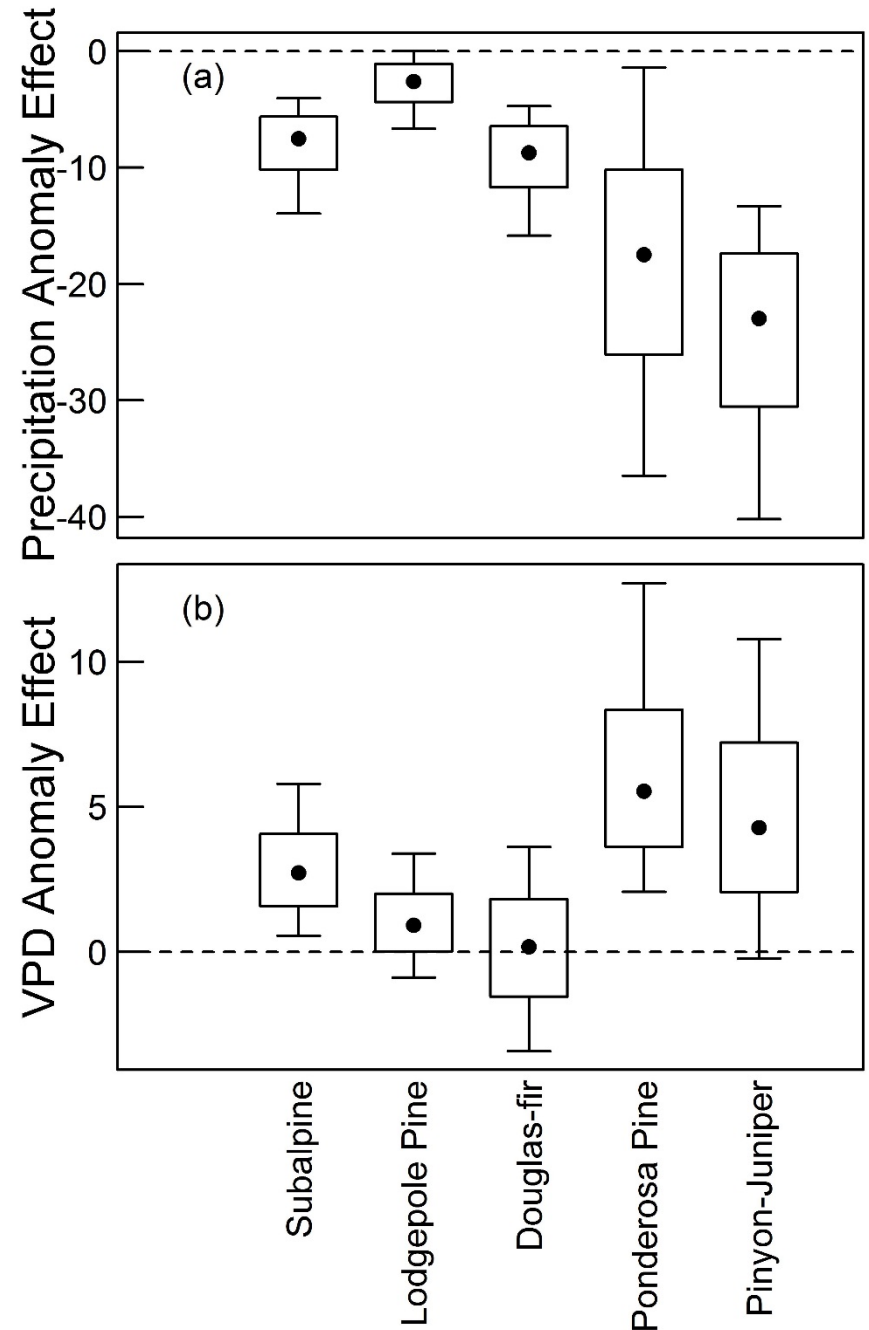 Precipitation Anomaly Effect
(a)
0
-10
-20
-30
-40
VPD Anomaly Effect
(b)
10
5
0
Subalpine
Lodgepole Pine
Douglas-fir
Ponderosa Pine
Pinyon-Juniper